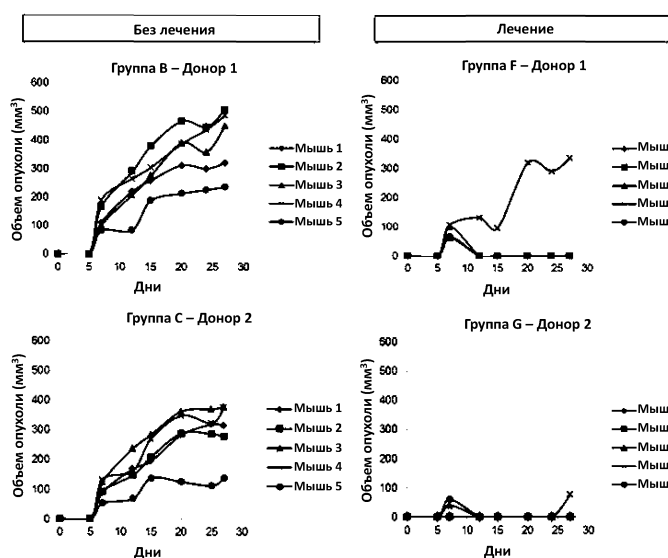 Без лечения
Лечение
Группа B – Донор 1
Объем опухоли (мм³)
600
500
400
300
200
100
0
0 5 10 15 20 25 30
Дни
Мышь 1
Мышь 2
Мышь 3
Мышь 4
Мышь 5
Группа F – Донор 1
Объем опухоли (мм³)
600
500
400
300
200
100
0
0 5 10 15 20 25 30
Дни
Мыш
Мыш
Мыш
Мыш
Мыш
Группа C – Донор 2
Объем опухоли (мм³)
600
500
400
300
200
100
0
0 5 10 15 20 25 30
Дни
Мышь 1
Мышь 2
Мышь 3
Мышь 4
Мышь 5
Группа G – Донор 2
Объем опухоли (мм³)
600
500
400
300
200
100
0
0 5 10 15 20 25 30
Дни
Мыш
Мыш
Мыш
Мыш
Мыш